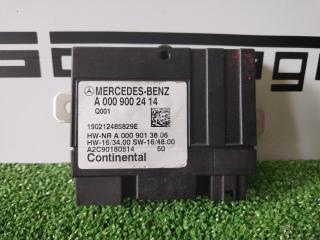 MERCEDES-BENZ
A 000 900 24 14
Q001
190212485829E
HW-NR A 000 901 38 06
HW-16/34.00 SW-16/48.00
A2C90180514 50
Continental